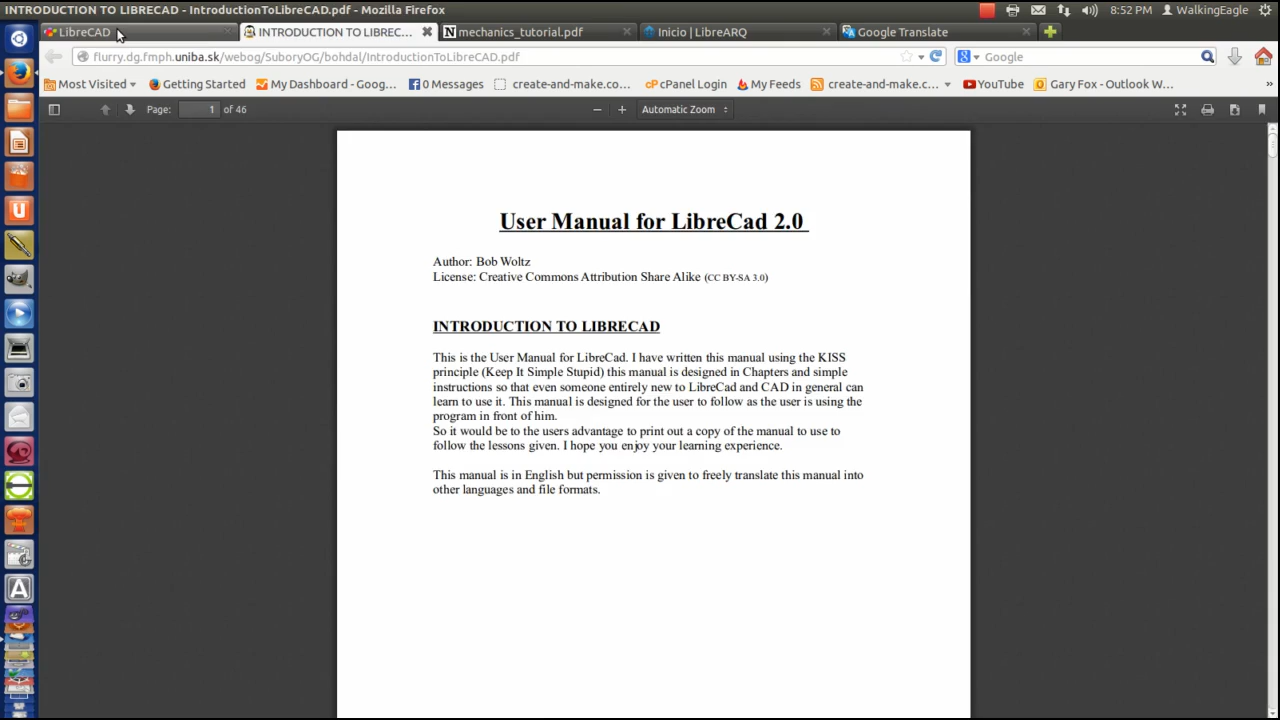 INTRODUCTION TO LIBRECAD - IntroductionToLibreCAD.pdf - Mozilla Firefox
8:52 PM WalkingEagle
LibreCAD
INTRODUCTION TO LIBREC...
mechanics_tutorial.pdf
Inicio | LibreARQ
Google Translate
flurry.dg.fmph.uniba.sk/webog/SuboryOG/bohdal/IntroductionToLibreCAD.pdf
Google
Most Visited
Getting Started
My Dashboard - Goog...
0 Messages
create-and-make.co...
cPanel Login
My Feeds
create-and-make.c...
YouTube
Gary Fox - Outlook W...
»
Page: 1 of 46
Automatic Zoom
User Manual for LibreCad 2.0
Author: Bob Woltz
License: Creative Commons Attribution Share Alike (CC BY-SA 3.0)
INTRODUCTION TO LIBRECAD
This is the User Manual for LibreCad. I have written this manual using the KISS
principle (Keep It Simple Stupid) this manual is designed in Chapters and simple
instructions so that even someone entirely new to LibreCad and CAD in general can
learn to use it. This manual is designed for the user to follow as the user is using the
program in front of him.
So it would be to the users advantage to print out a copy of the manual to use to
follow the lessons given. I hope you enjoy your learning experience.
This manual is in English but permission is given to freely translate this manual into
other languages and file formats.